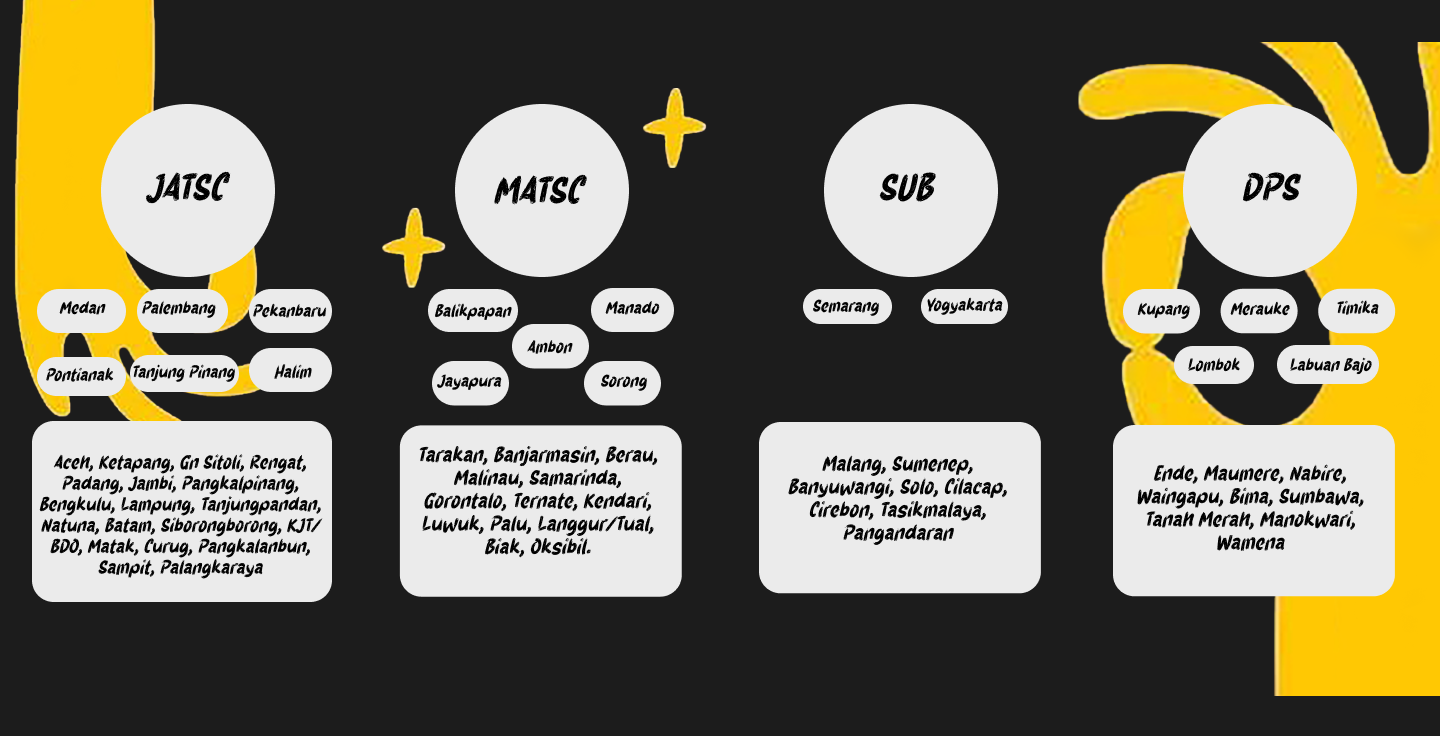 JATSC
Medan
Palembang
Pekanbaru
Pontianak
Tanjung Pinang
Halim
Aceh, Ketapang, Gn Sitoli, Rengat,
Padang, Jambi, Pangkalpinang,
Bengkulu, Lampung, Tanjungpandan,
Natuna, Batam, Siborongborong, KJT/
BDO, Matak, Curug, Pangkalanbun,
Sampit, Palangkaraya
MATSC
Balikpapan
Manado
Ambon
Jayapura
Sorong
Tarakan, Banjarmasin, Berau,
Malinau, Samarinda,
Gorontalo, Ternate, Kendari,
Luwuk, Palu, Langgur/Tual,
Biak, Oksibil.
SUB
Semarang
Yogyakarta
Malang, Sumenep,
Banyuwangi, Solo, Cilacap,
Cirebon, Tasikmalaya,
Pangandaran
DPS
Kupang
Merauke
Timika
Lombok
Labuan Bajo
Ende, Maumere, Nabire,
Waingapu, Bima, Sumbawa,
Tanah Merah, Manokwari,
Wamena